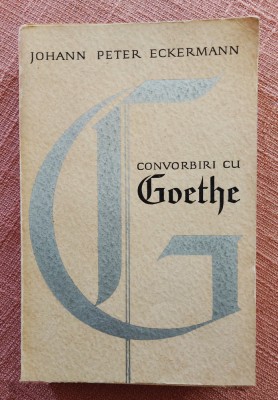 JOHANN PETER ECKERMANN
CONVORBIRI CU
Goethe
G